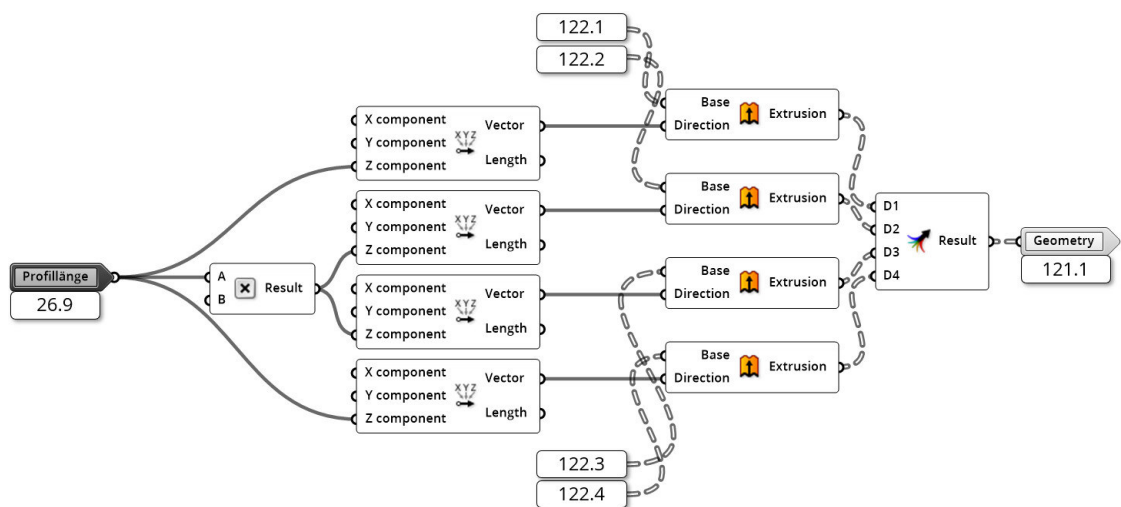 122.1
122.2
Base
Direction
Extrusion
X component
Y component
Z component
Vector
Length
Base
Direction
Extrusion
X component
Y component
Z component
Vector
Length
D1
D2
D3
D4
Result
Geometry
121.1
Profillänge
26.9
A
B
Result
Base
Direction
Extrusion
X component
Y component
Z component
Vector
Length
Base
Direction
Extrusion
X component
Y component
Z component
Vector
Length
122.3
122.4